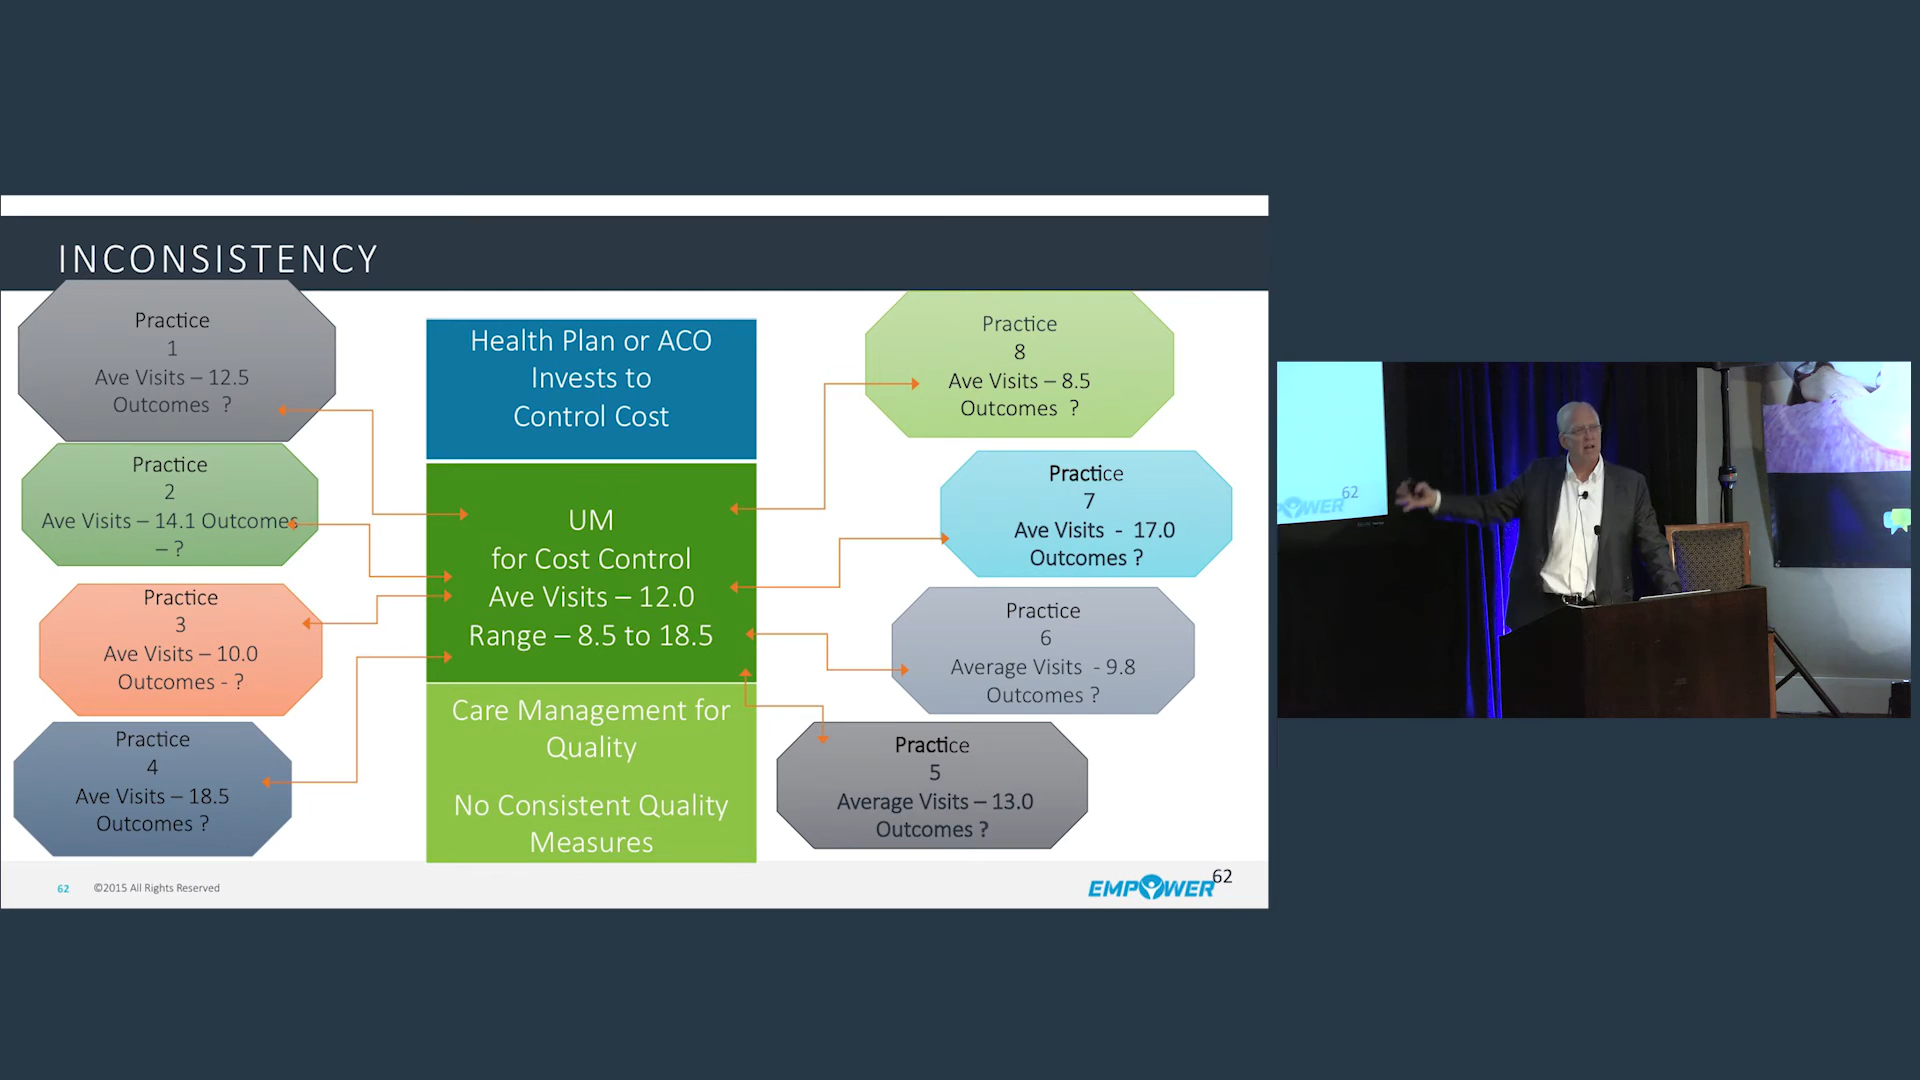 INCONSISTENCY
Practice
1
Ave Visits – 12.5
Outcomes ?
Practice
2
Ave Visits – 14.1 Outcomes
– ?
Practice
3
Ave Visits – 10.0
Outcomes - ?
Practice
4
Ave Visits – 18.5
Outcomes ?
Health Plan or ACO
Invests to
Control Cost
UM
for Cost Control
Ave Visits – 12.0
Range – 8.5 to 18.5
Care Management for
Quality
No Consistent Quality
Measures
Practice
8
Ave Visits – 8.5
Outcomes ?
Practice
7
Ave Visits - 17.0
Outcomes ?
Practice
6
Average Visits - 9.8
Outcomes ?
Practice
5
Average Visits – 13.0
Outcomes ?
62 ©2015 All Rights Reserved
EMPOWER
62
POWER
62